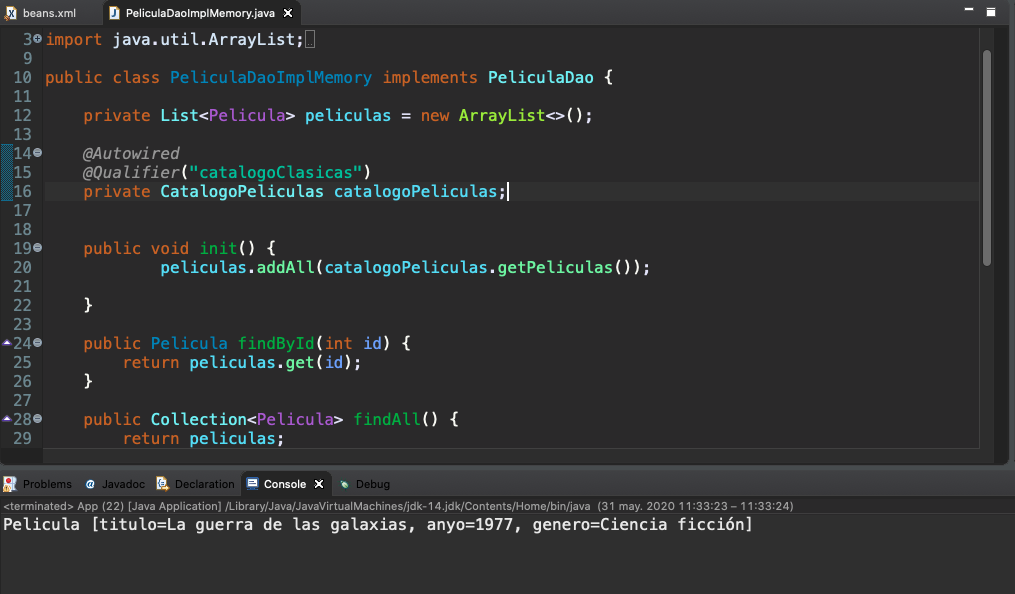 beans.xml PeliculaDaoImplMemory.java
3 import java.util.ArrayList;
9
10 public class PeliculaDaoImplMemory implements PeliculaDao {
11
12 private List<Pelicula> peliculas = new ArrayList<>();
13
14 @Autowired
15 @Qualifier("catalogoClasicas")
16 private CatalogoPeliculas catalogoPeliculas;
17
18
19 public void init() {
20 peliculas.addAll(catalogoPeliculas.getPeliculas());
21
22 }
23
24 public Pelicula findById(int id) {
25 return peliculas.get(id);
26 }
27
28 public Collection<Pelicula> findAll() {
29 return peliculas;
Problems Javadoc Declaration Console Debug
<terminated> App (22) [Java Application] /Library/Java/JavaVirtualMachines/jdk-14.jdk/Contents/Home/bin/java (31 may. 2020 11:33:23 – 11:33:24)
Pelicula [titulo=La guerra de las galaxias, anyo=1977, genero=Ciencia ficción]